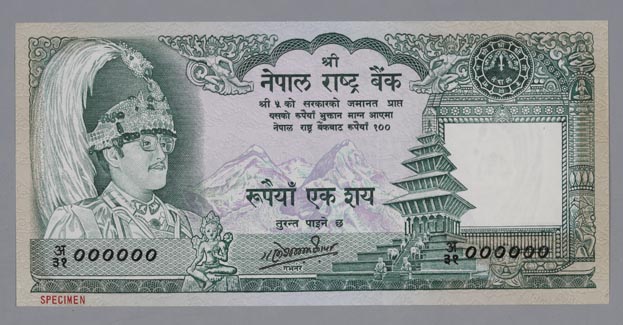 श्री
नेपाल राष्ट्र बैंक
श्री ५ को सरकारको जमानत प्राप्त
यसको रूपैयाँ भुक्तान माग्न आएमा
नेपाल राष्ट्र बैंकबाट रूपैयाँ १००
रूपैयाँ एक शय
तुरन्त पाइने छ
अ/३१ 000000
गभर्नर
अ/३१ 000000
SPECIMEN